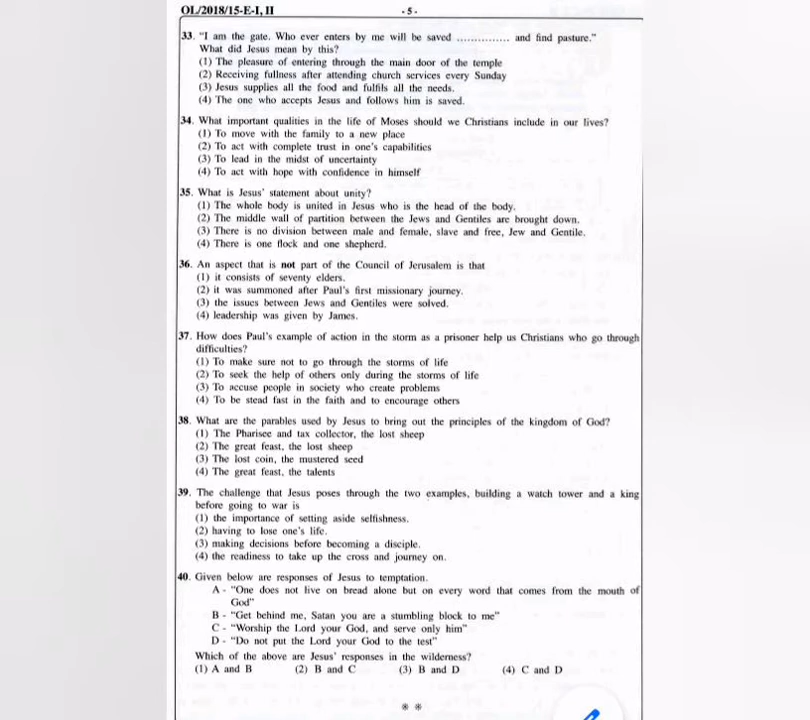 OL/2018/15-E-I, II - 5 -
33. "I am the gate. Who ever enters by me will be saved ............... and find pasture."
What did Jesus mean by this?
(1) The pleasure of entering through the main door of the temple
(2) Receiving fullness after attending church services every Sunday
(3) Jesus supplies all the food and fulfils all the needs.
(4) The one who accepts Jesus and follows him is saved.
34. What important qualities in the life of Moses should we Christians include in our lives?
(1) To move with the family to a new place
(2) To act with complete trust in one's capabilities
(3) To lead in the midst of uncertainty
(4) To act with hope with confidence in himself
35. What is Jesus' statement about unity?
(1) The whole body is united in Jesus who is the head of the body.
(2) The middle wall of partition between the Jews and Gentiles are brought down.
(3) There is no division between male and female, slave and free, Jew and Gentile.
(4) There is one flock and one shepherd.
36. An aspect that is not part of the Council of Jerusalem is that
(1) it consists of seventy elders.
(2) it was summoned after Paul's first missionary journey.
(3) the issues between Jews and Gentiles were solved.
(4) leadership was given by James.
37. How does Paul's example of action in the storm as a prisoner help us Christians who go through
difficulties?
(1) To make sure not to go through the storms of life
(2) To seek the help of others only during the storms of life
(3) To accuse people in society who create problems
(4) To be stead fast in the faith and to encourage others
38. What are the parables used by Jesus to bring out the principles of the kingdom of God?
(1) The Pharisee and tax collector, the lost sheep
(2) The great feast, the lost sheep
(3) The lost coin, the mustered seed
(4) The great feast, the talents
39. The challenge that Jesus poses through the two examples, building a watch tower and a king
before going to war is
(1) the importance of setting aside selfishness.
(2) having to lose one's life.
(3) making decisions before becoming a disciple.
(4) the readiness to take up the cross and journey on.
40. Given below are responses of Jesus to temptation.
A - "One does not live on bread alone but on every word that comes from the mouth of
God"
B - "Get behind me, Satan you are a stumbling block to me"
C - "Worship the Lord your God, and serve only him"
D - "Do not put the Lord your God to the test"
Which of the above are Jesus' responses in the wilderness?
(1) A and B (2) B and C (3) B and D (4) C and D
* *